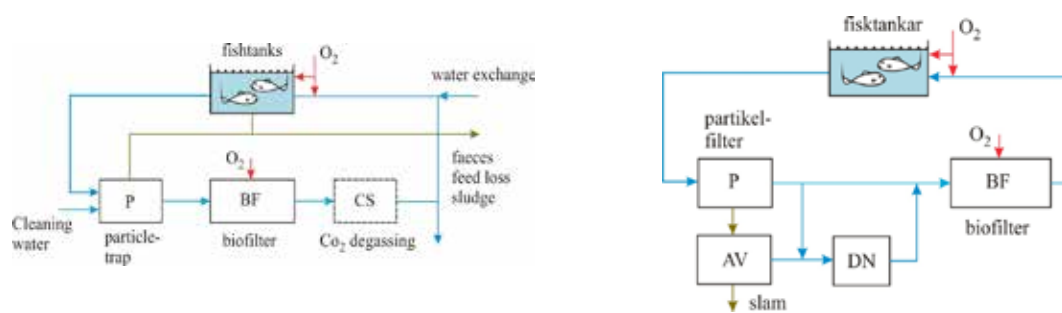 fishtanks
O2
water exchange
O2
faeces
feed loss
sludge
P
BF
CS
Cleaning
water
particle-
trap
biofilter
Co2 degassing
fisktankar
O2
partikel-
filter
O2
P
BF
biofilter
AV
DN
slam